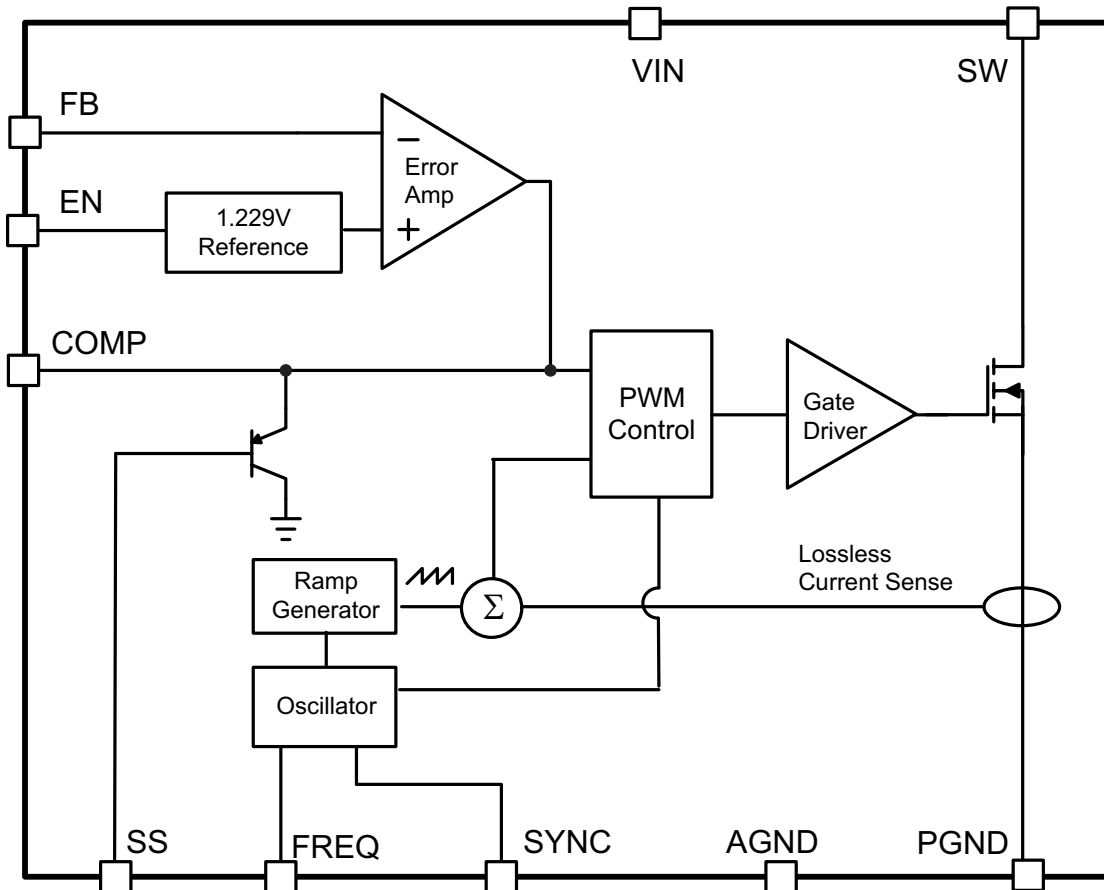 VIN
SW
FB
−
Error
Amp
EN
1.229V
Reference
+
COMP
PWM
Control
Gate
Driver
Lossless
Current Sense
Ramp
Generator
Σ
Oscillator
SS
FREQ
SYNC
AGND
PGND